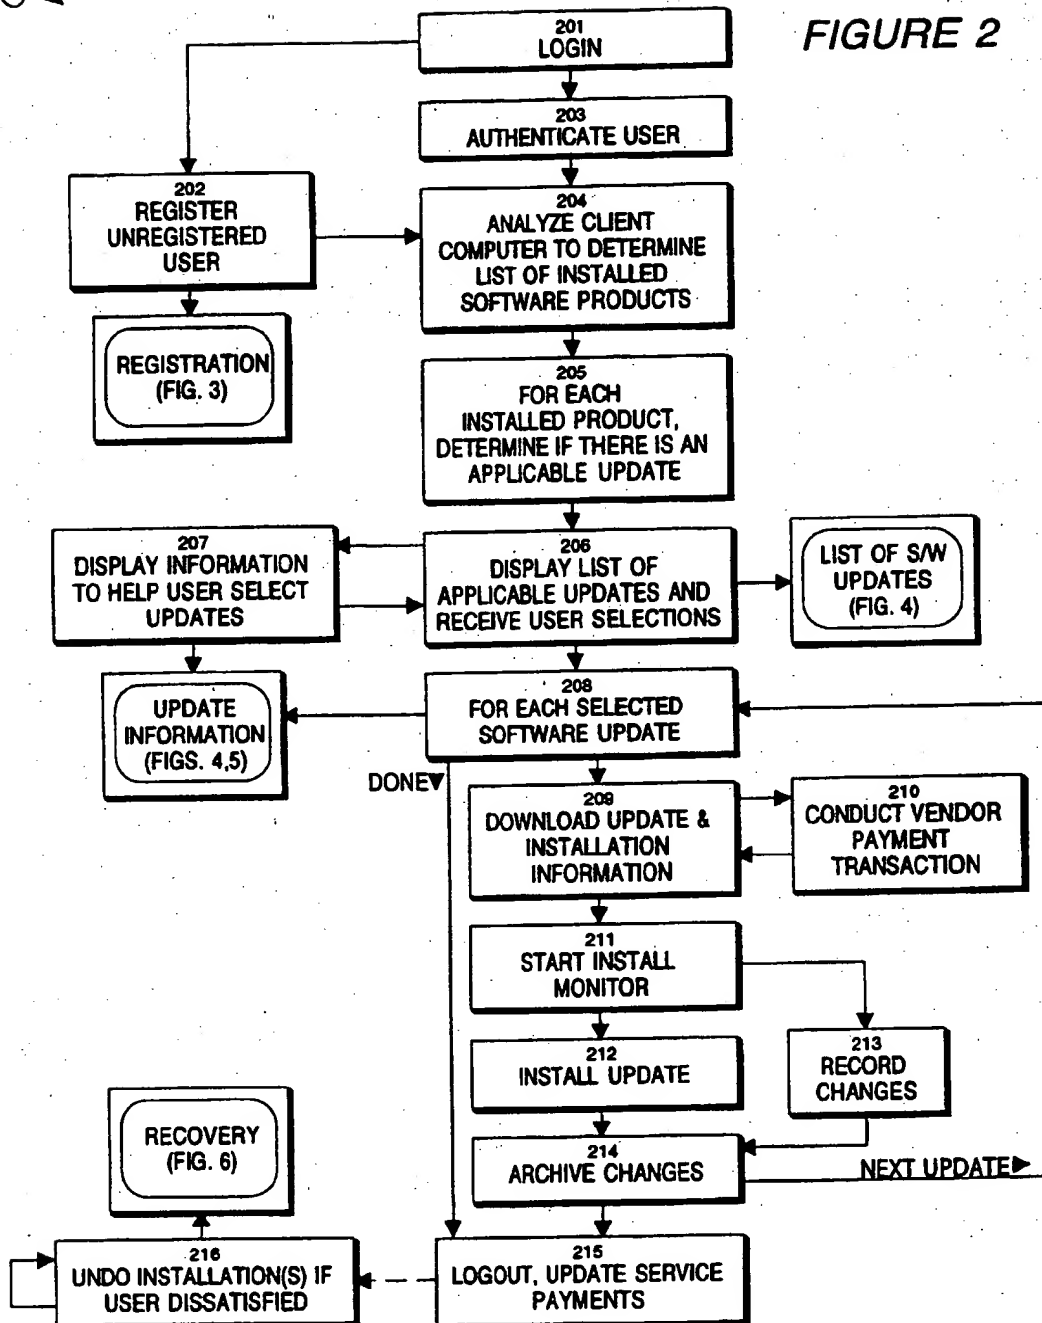 FIGURE 2
201
LOGIN
203
AUTHENTICATE USER
202
REGISTER
UNREGISTERED
USER
204
ANALYZE CLIENT
COMPUTER TO DETERMINE
LIST OF INSTALLED
SOFTWARE PRODUCTS
REGISTRATION
(FIG. 3)
205
FOR EACH
INSTALLED PRODUCT,
DETERMINE IF THERE IS AN
APPLICABLE UPDATE
207
DISPLAY INFORMATION
TO HELP USER SELECT
UPDATES
206
DISPLAY LIST OF
APPLICABLE UPDATES AND
RECEIVE USER SELECTIONS
LIST OF S/W
UPDATES
(FIG. 4)
UPDATE
INFORMATION
(FIGS. 4,5)
208
FOR EACH SELECTED
SOFTWARE UPDATE
DONE
209
DOWNLOAD UPDATE &
INSTALLATION
INFORMATION
210
CONDUCT VENDOR
PAYMENT
TRANSACTION
211
START INSTALL
MONITOR
212
INSTALL UPDATE
213
RECORD
CHANGES
RECOVERY
(FIG. 6)
214
ARCHIVE CHANGES
NEXT UPDATE
216
UNDO INSTALLATION(S) IF
USER DISSATISFIED
215
LOGOUT, UPDATE SERVICE
PAYMENTS